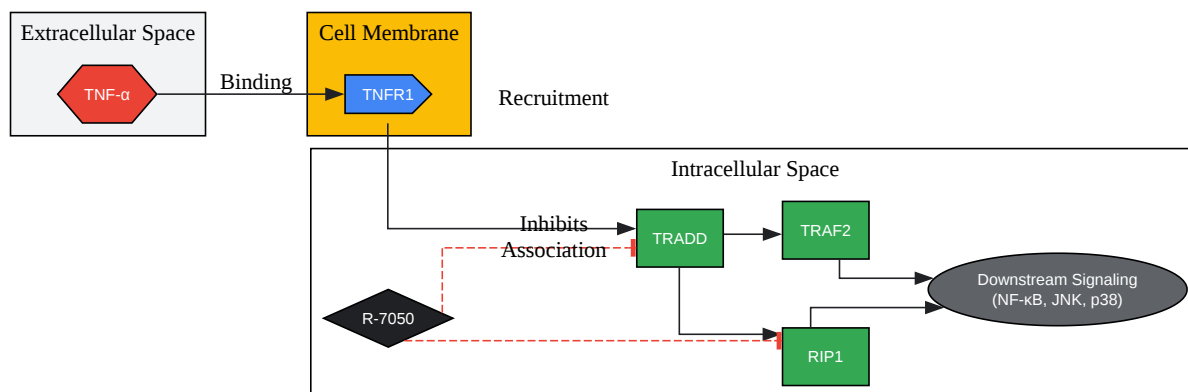 Extracellular Space
Cell Membrane
TNF-α
Binding
TNFR1
Recruitment
Intracellular Space
Inhibits
Association
TRADD
TRAF2
Downstream Signaling
(NF-κB, JNK, p38)
R-7050
RIP1